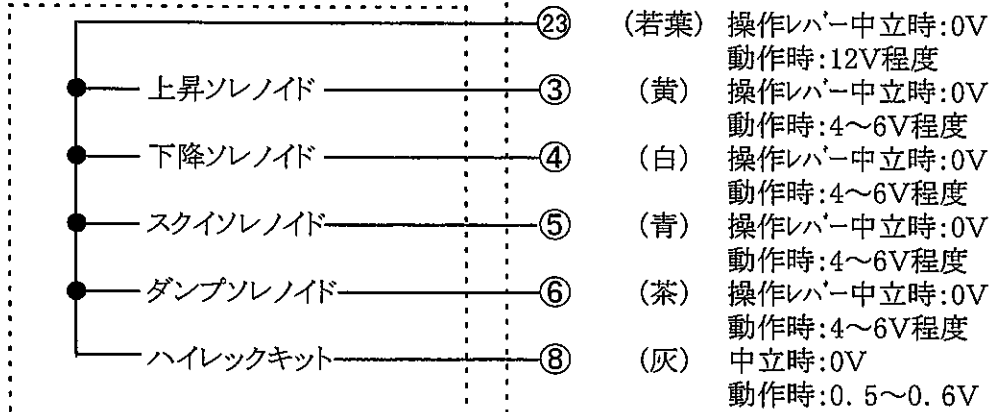 ㉓ (若葉) 操作レバー中立時:0V
動作時:12V程度
上昇ソレノイド ③ (黄) 操作レバー中立時:0V
動作時:4〜6V程度
下降ソレノイド ④ (白) 操作レバー中立時:0V
動作時:4〜6V程度
スクイソレノイド ⑤ (青) 操作レバー中立時:0V
動作時:4〜6V程度
ダンプソレノイド ⑥ (茶) 操作レバー中立時:0V
動作時:4〜6V程度
ハイレックキット ⑧ (灰) 中立時:0V
動作時:0.5〜0.6V